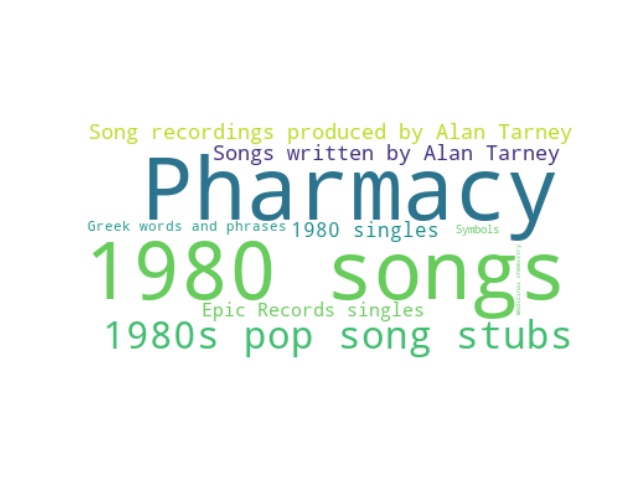 Song recordings produced by Alan Tarney
Songs written by Alan Tarney
Pharmacy
Greek words and phrases
1980 singles
Symbols
1980 songs
Epic Records singles
1980s pop song stubs